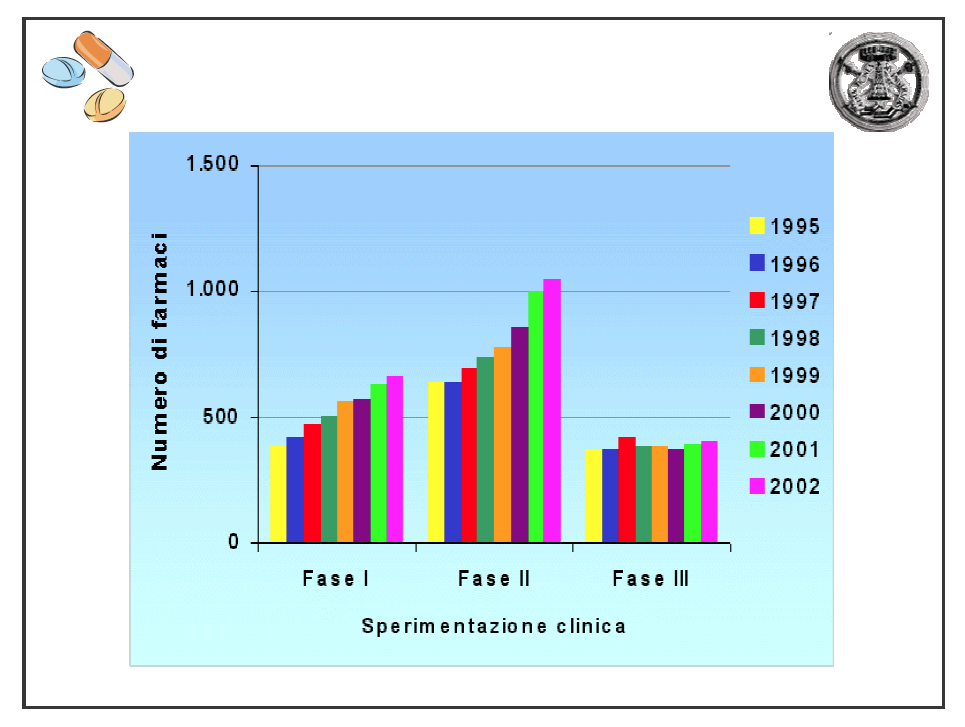 1.500
1.000
500
0
Numero di farmaci
Fase I
Fase II
Fase III
Sperimentazione clinica
1995
1996
1997
1998
1999
2000
2001
2002